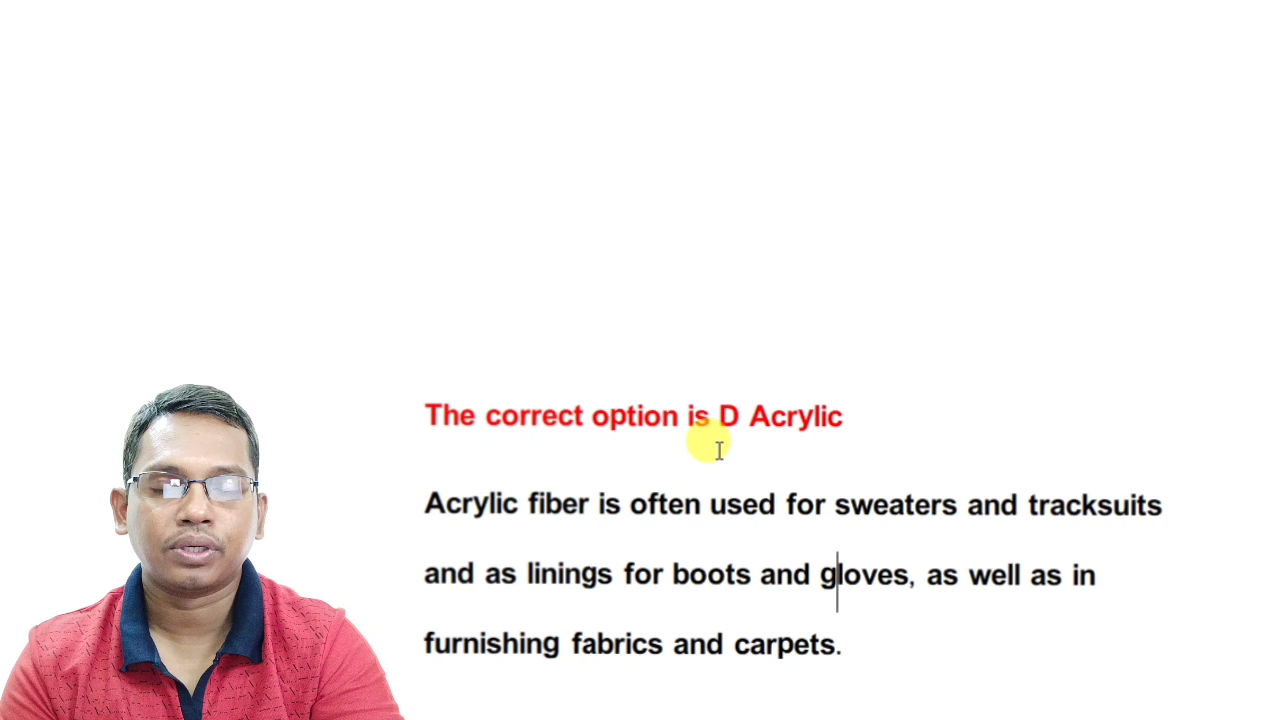 The correct option is D Acrylic
Acrylic fiber is often used for sweaters and tracksuits
and as linings for boots and gloves, as well as in
furnishing fabrics and carpets.